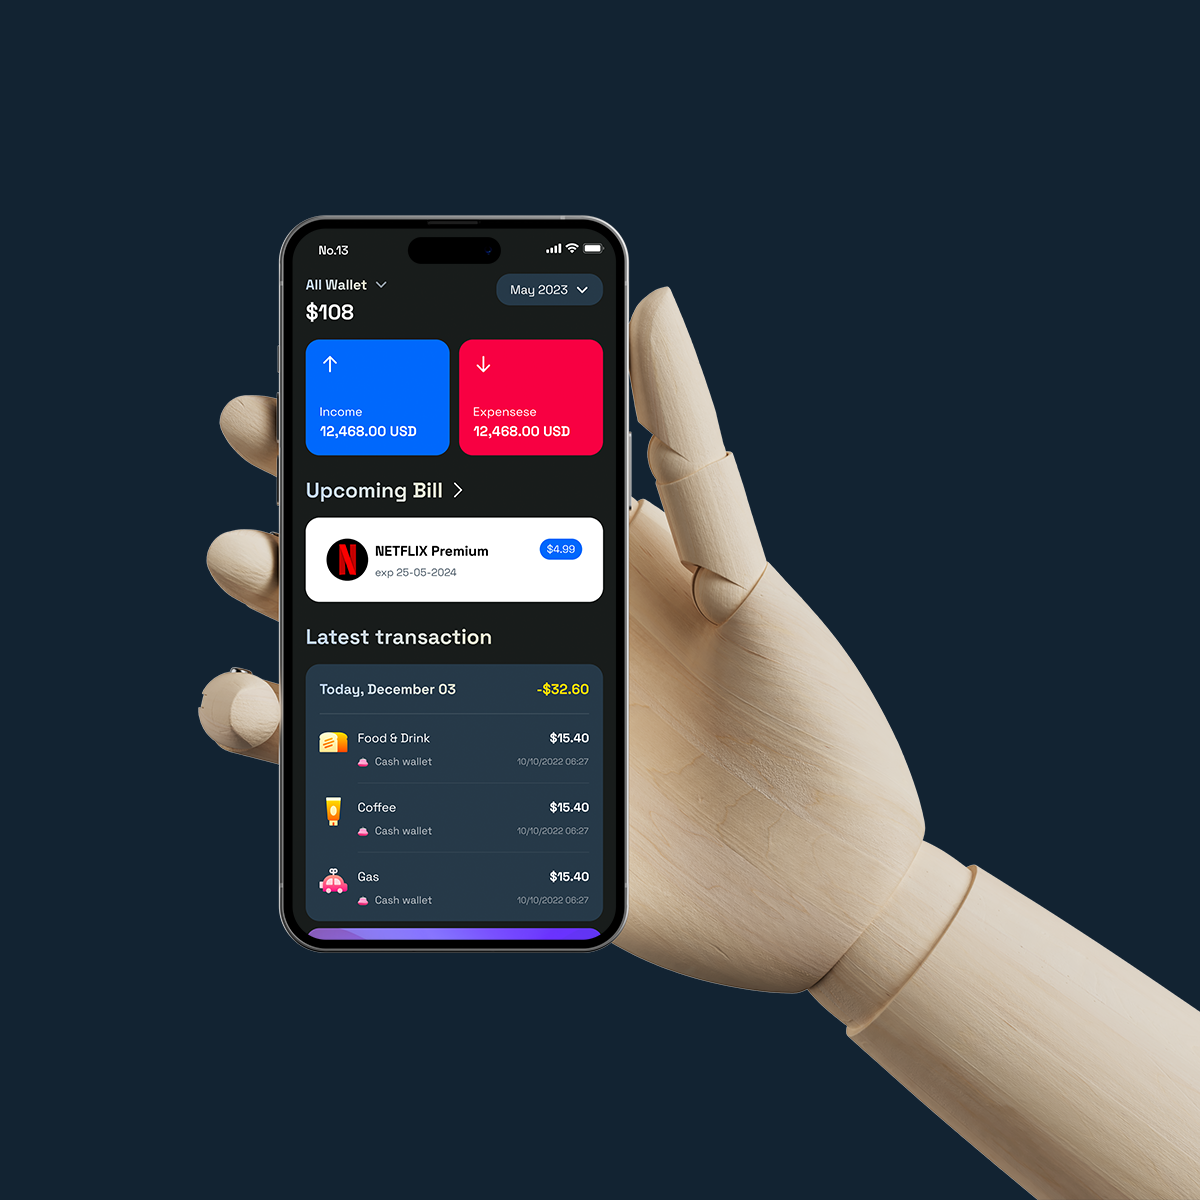 No.13
All Wallet
May 2023
$108
Income
12,468.00 USD
Expensese
12,468.00 USD
Upcoming Bill
N
NETFLIX Premium
$4.99
exp 25-05-2024
Latest transaction
Today, December 03
-$32.60
Food & Drink
$15.40
Cash wallet
10/10/2022 06:27
Coffee
$15.40
Cash wallet
10/10/2022 06:27
Gas
$15.40
Cash wallet
10/10/2022 06:27